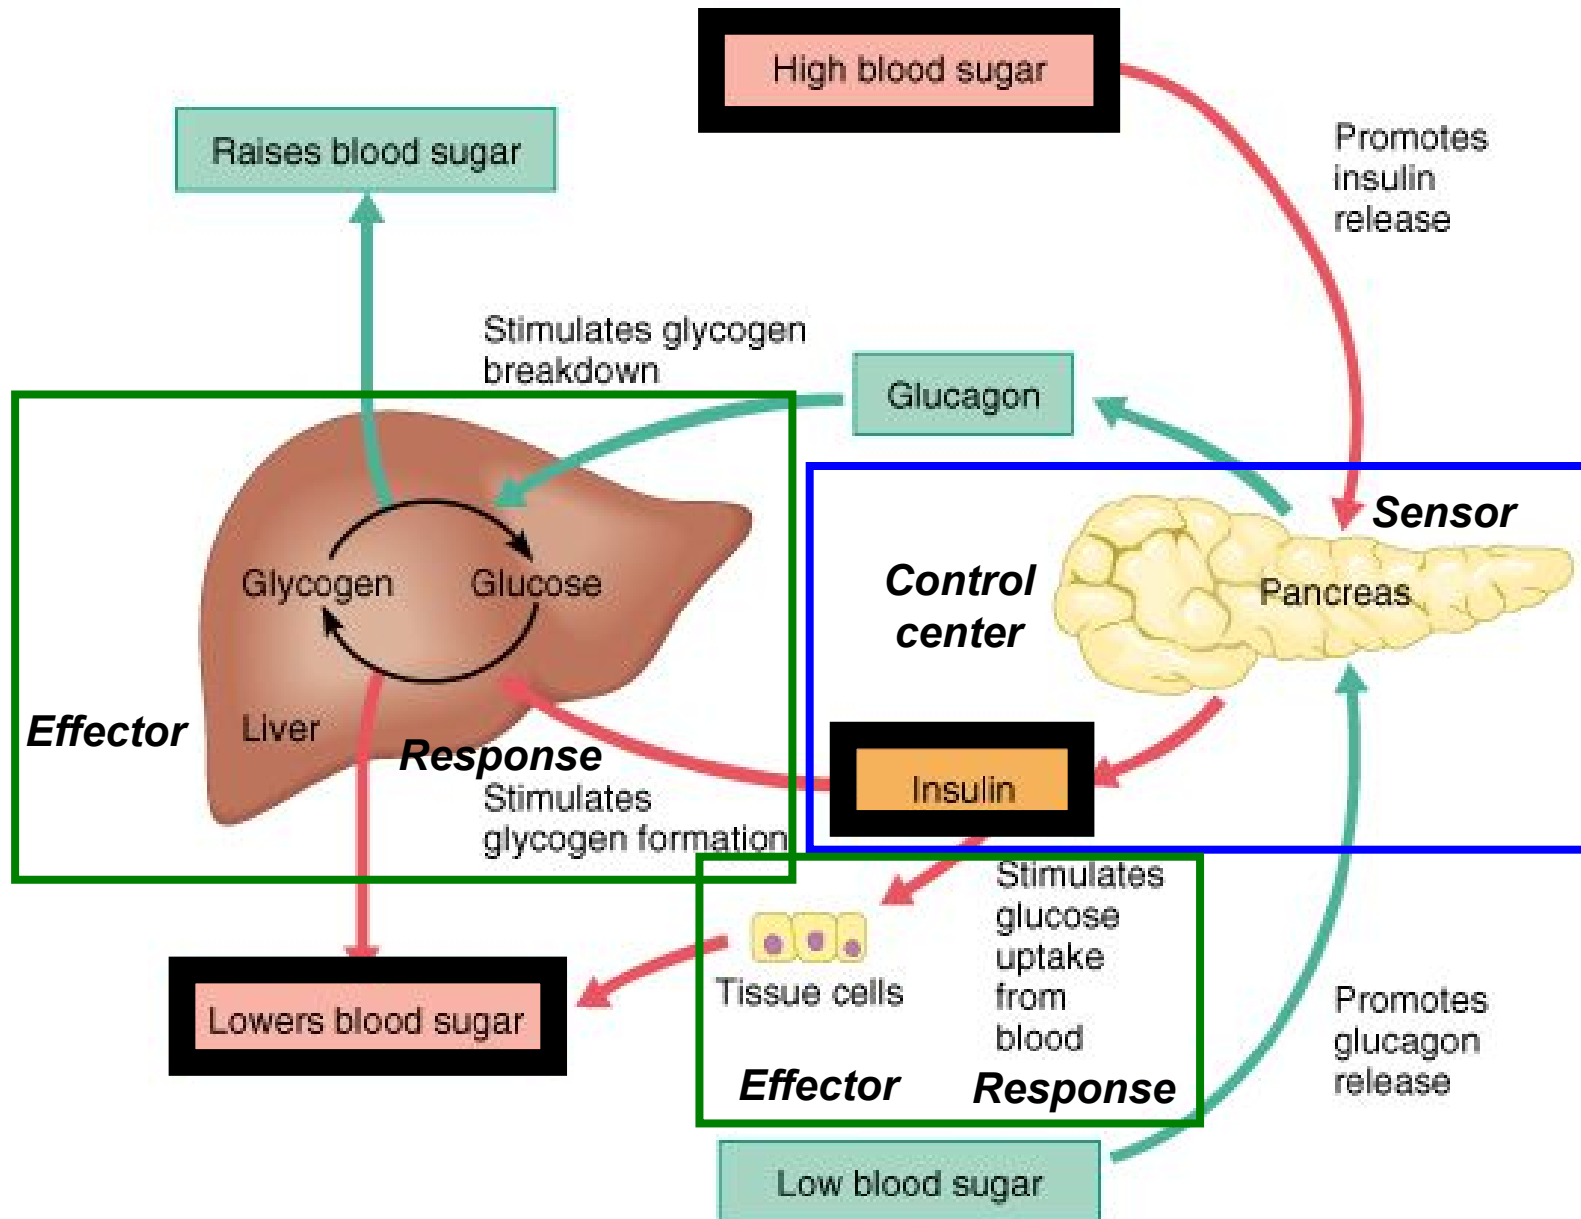 High blood sugar
Raises blood sugar
Promotes
insulin
release
Stimulates glycogen
breakdown
Glucagon
Sensor
Control
center
Pancreas
Glycogen
Glucose
Effector
Liver
Response
Stimulates
glycogen formation
Insulin
Stimulates
glucose
uptake
from
blood
Tissue cells
Lowers blood sugar
Effector
Response
Promotes
glucagon
release
Low blood sugar